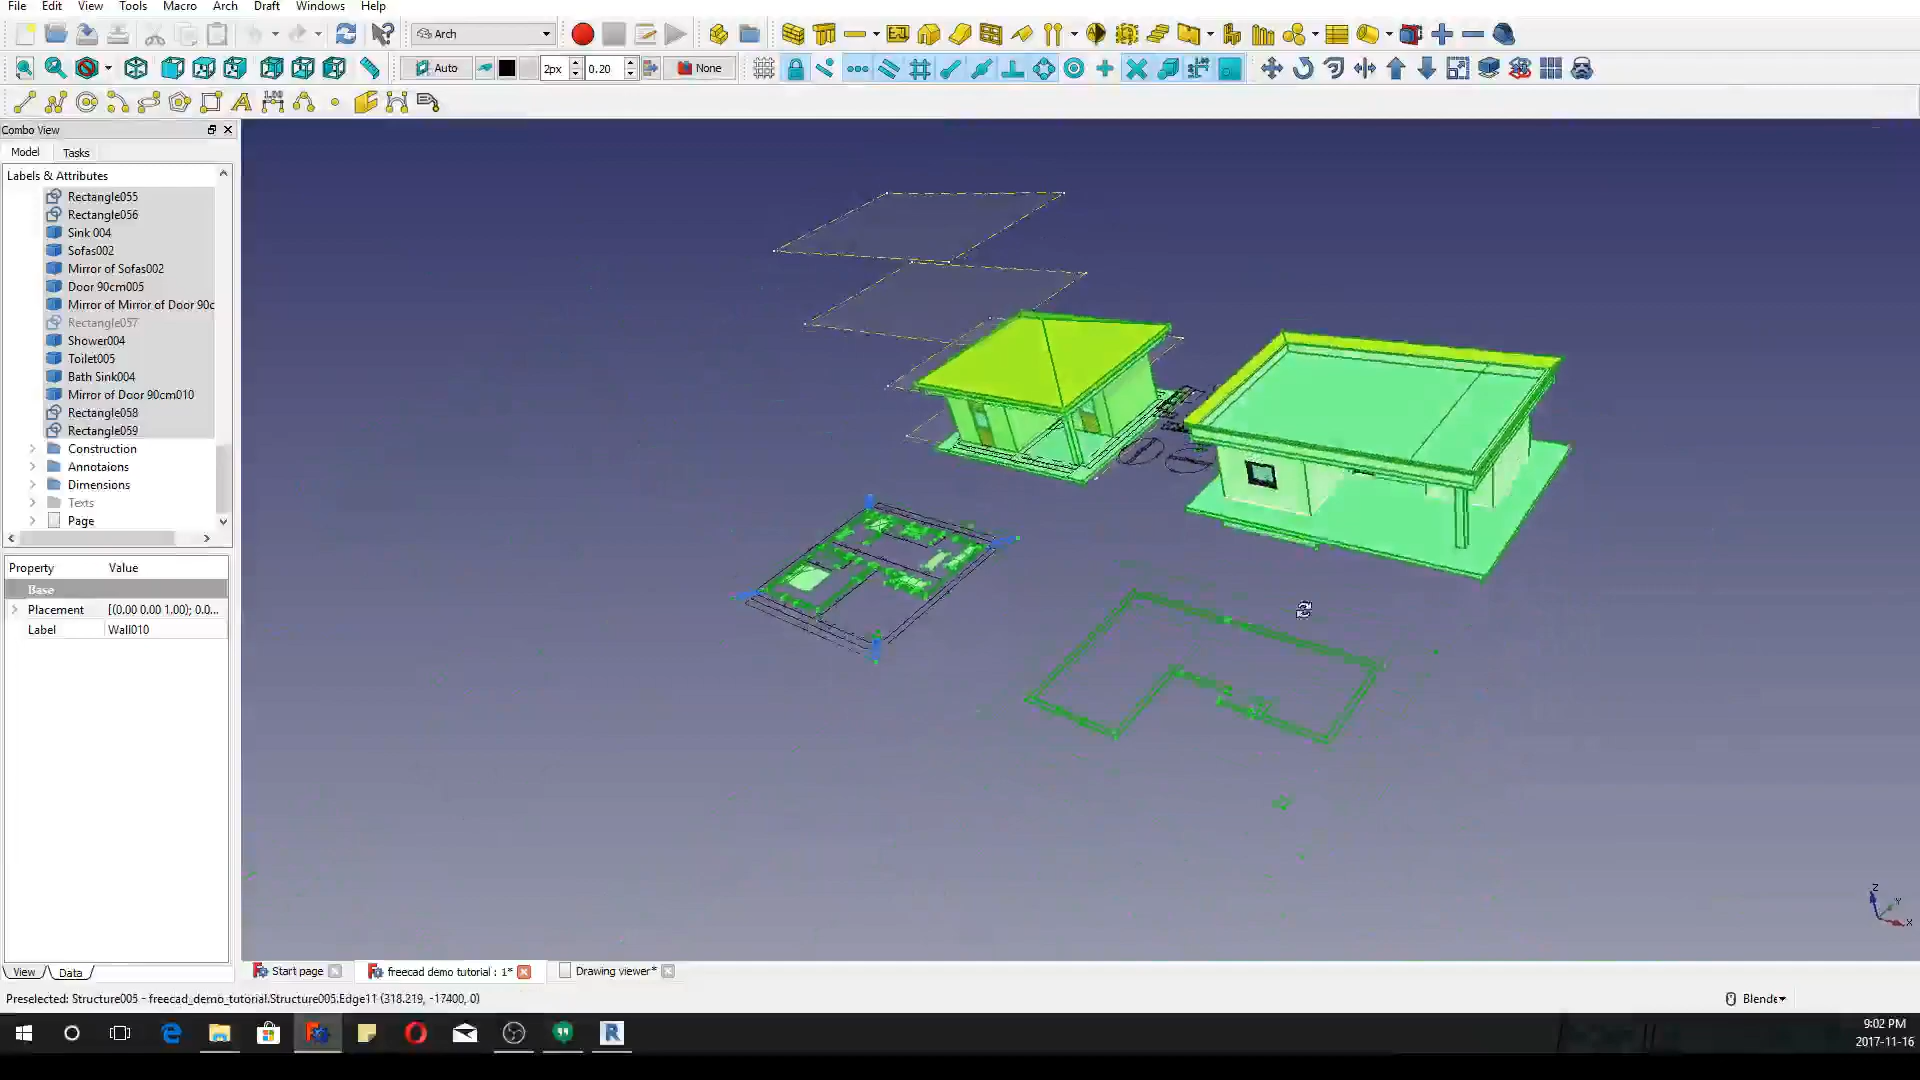 File Edit View Tools Macro Arch Draft Windows Help
Arch
Auto 2px 0.20 None
1.00
Combo View
Model Tasks
Labels & Attributes
Rectangle055
Rectangle056
Sink 004
Sofas002
Mirror of Sofas002
Door 90cm005
Mirror of Mirror of Door 90c
Rectangle057
Shower004
Toilet005
Bath Sink004
Mirror of Door 90cm010
Rectangle058
Rectangle059
Construction
Annotaions
Dimensions
Texts
Page
Property Value
Base
Placement [(0.00 0.00 1.00); 0.0...
Label Wall010
Z
Y
X
View Data
Start page freecad demo tutorial : 1* Drawing viewer*
Preselected: Structure005 - freecad_demo_tutorial.Structure005.Edge11 (318.219, -17400, 0)
Blender
9:02 PM
2017-11-16